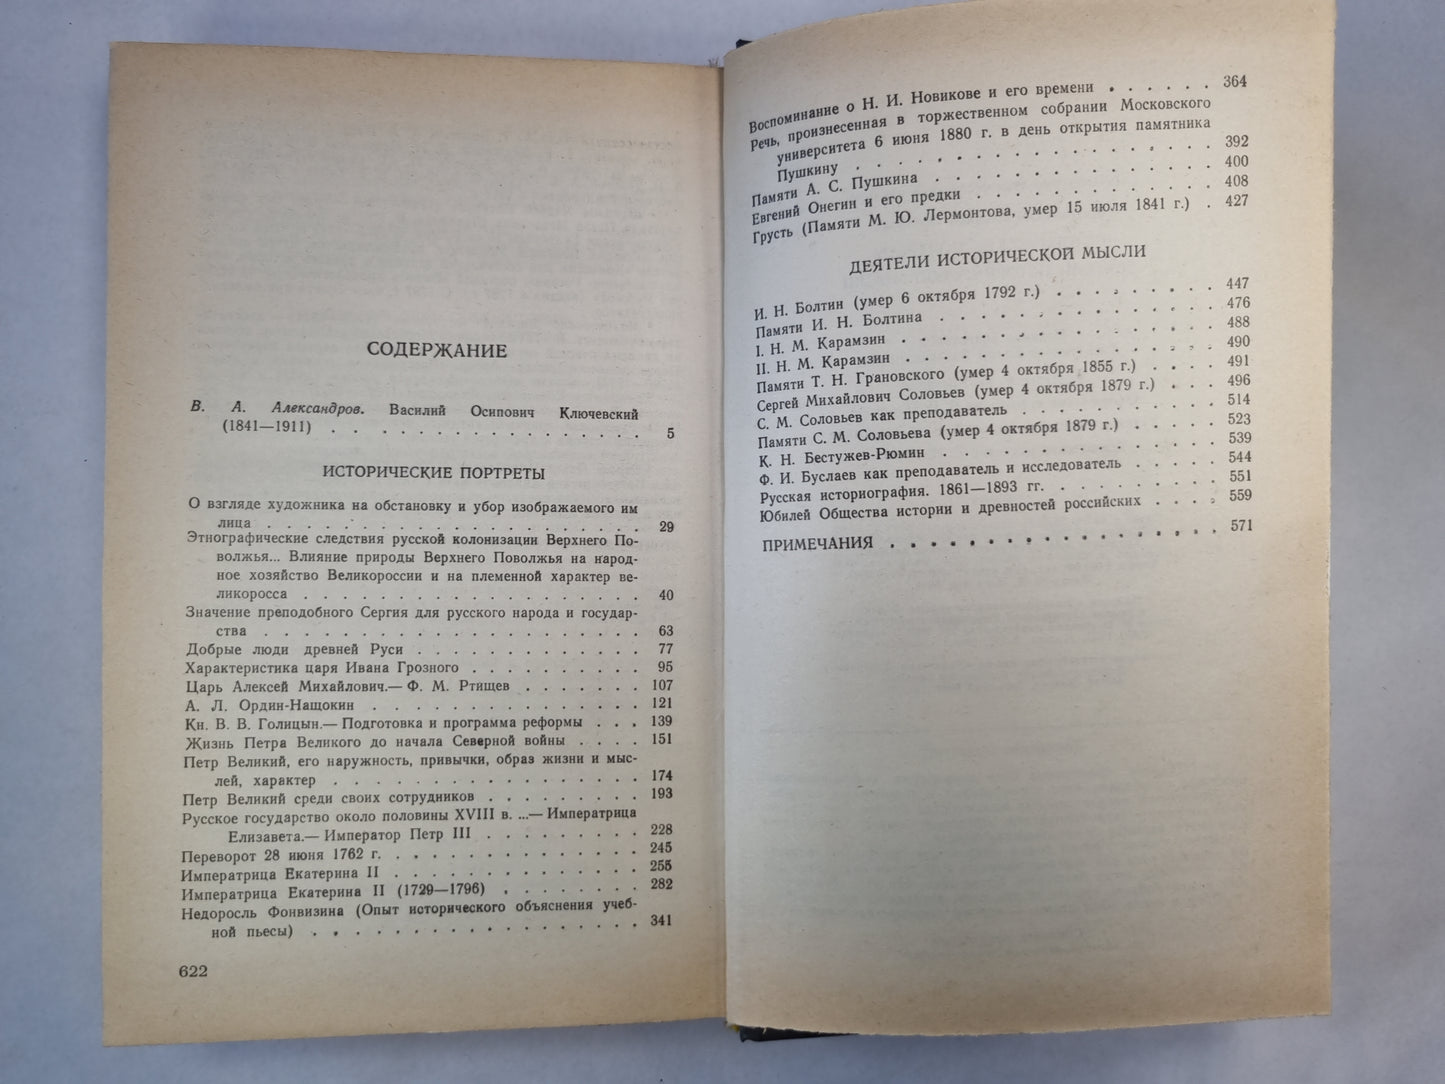 СОДЕРЖАНИЕ
В. А. Александров. Василий Осипович Ключевский
(1841—1911) . . . . . . . . . . . . . . . . 5
ИСТОРИЧЕСКИЕ ПОРТРЕТЫ
О взгляде художника на обстановку и убор изображаемого им
лица . . . . . . . . . . . . . . . . . . 29
Этнографические следствия русской колонизации Верхнего По-
волжья... Влияние природы Верхнего Поволжья на народ-
ное хозяйство Великороссии и на племенной характер ве-
ликоросса . . . . . . . . . . . . . . . . 40
Значение преподобного Сергия для русского народа и государ-
ства . . . . . . . . . . . . . . . . . . 63
Добрые люди древней Руси . . . . . . . . . . . 77
Характеристика царя Ивана Грозного . . . . . . . . . 95
Царь Алексей Михайлович.— Ф. М. Ртищев . . . . . . . 107
А. Л. Ордин-Нащокин . . . . . . . . . . . . . 121
Кн. В. В. Голицын.— Подготовка и программа реформы . . . 139
Жизнь Петра Великого до начала Северной войны . . . . 151
Петр Великий, его наружность, привычки, образ жизни и мыс-
лей, характер . . . . . . . . . . . . . . . 174
Петр Великий среди своих сотрудников . . . . . . . . 193
Русское государство около половины XVIII в. ...— Императрица
Елизавета.— Император Петр III . . . . . . . . . 228
Переворот 28 июня 1762 г. . . . . . . . . . . . . 245
Императрица Екатерина II . . . . . . . . . . . . 255
Императрица Екатерина II (1729—1796) . . . . . . . . 282
Недоросль Фонвизина (Опыт исторического объяснения учеб-
ной пьесы) . . . . . . . . . . . . . . . . 341
622
Воспоминание о Н. И. Новикове и его времени . . . . . . 364
Речь, произнесенная в торжественном собрании Московского
университета 6 июня 1880 г. в день открытия памятника
Пушкину . . . . . . . . . . . . . . . . 392
Памяти А. С. Пушкина . . . . . . . . . . . . . 400
Евгений Онегин и его предки . . . . . . . . . . . 408
Грусть (Памяти М. Ю. Лермонтова, умер 15 июля 1841 г.) . 427
ДЕЯТЕЛИ ИСТОРИЧЕСКОЙ МЫСЛИ
И. Н. Болтин (умер 6 октября 1792 г.) . . . . . . . . 447
Памяти И. Н. Болтина . . . . . . . . . . . . . 476
I. Н. М. Карамзин . . . . . . . . . . . . . . 488
II. Н. М. Карамзин . . . . . . . . . . . . . . 490
Памяти Т. Н. Грановского (умер 4 октября 1855 г.) . . . . 491
Сергей Михайлович Соловьев (умер 4 октября 1879 г.) . . . 496
С. М. Соловьев как преподаватель . . . . . . . . . . 514
Памяти С. М. Соловьева (умер 4 октября 1879 г.) . . . . . 523
К. Н. Бестужев-Рюмин . . . . . . . . . . . . . 539
Ф. И. Буслаев как преподаватель и исследователь . . . . . 544
Русская историография. 1861—1893 гг. . . . . . . . . . 551
Юбилей Общества истории и древностей российских . . . . 559
ПРИМЕЧАНИЯ . . . . . . . . . . . . . . . . . 571